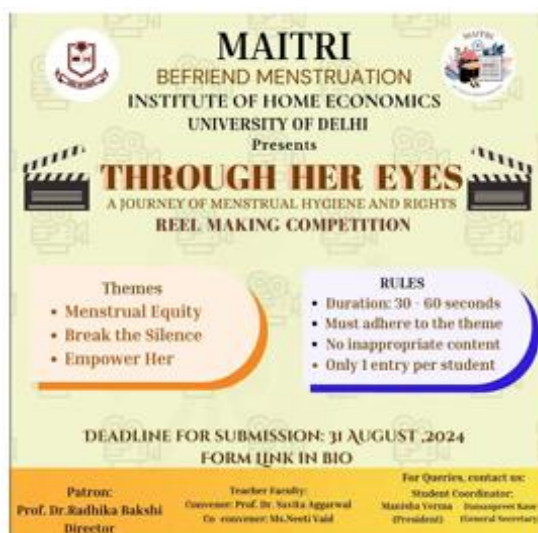 MAITRI
BEFRIEND MENSTRUATION
INSTITUTE OF HOME ECONOMICS
UNIVERSITY OF DELHI
Presents
THROUGH HER EYES
A JOURNEY OF MENSTRUAL HYGIENE AND RIGHTS
REEL MAKING COMPETITION
Themes
• Menstrual Equity
• Break the Silence
• Empower Her
RULES
• Duration: 30 - 60 seconds
• Must adhere to the theme
• No inappropriate content
• Only 1 entry per student
DEADLINE FOR SUBMISSION: 31 AUGUST ,2024
FORM LINK IN BIO
Patron:
Prof. Dr.Radhika Bakshi
Director
Teacher Faculty:
Convener: Prof. Dr. Savita Aggarwal
Co -convener: Ms.Neeti Vaid
For Queries, contact us:
Student Coordinator:
Manisha Verma
(President)
Damanpreet Kaur
(General Secretary)
MAITRI